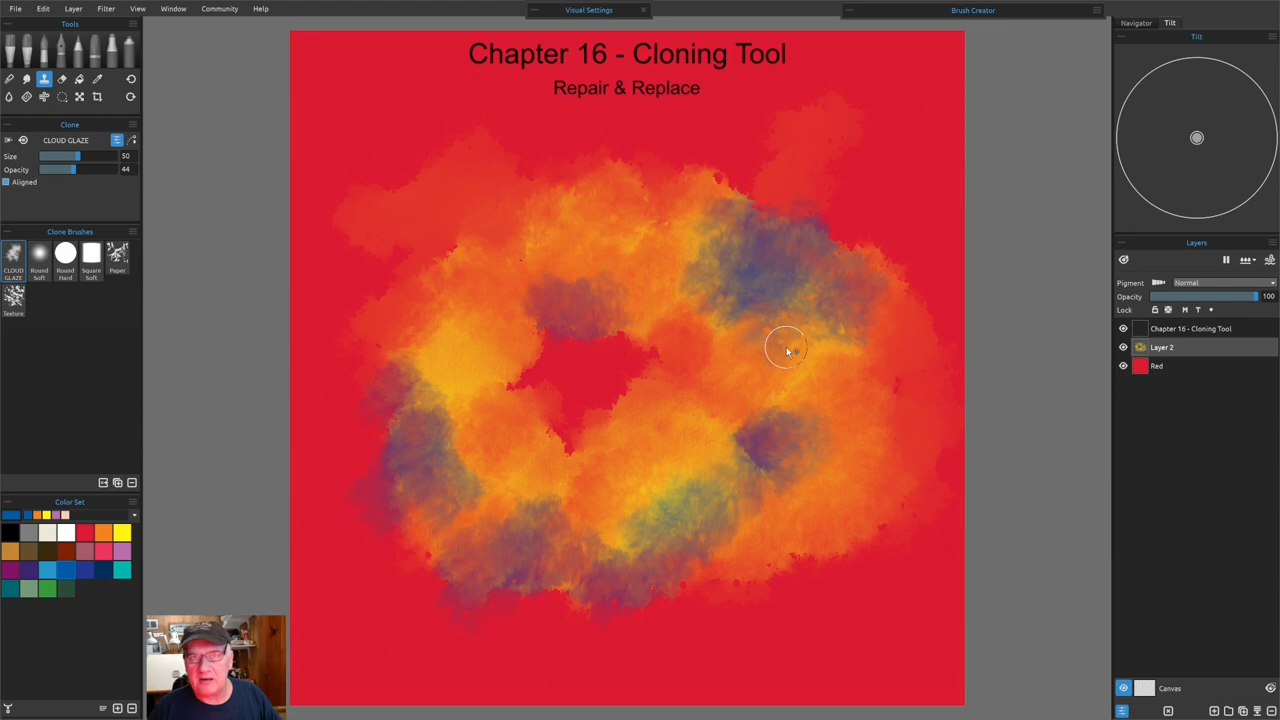 File Edit Layer Filter Images View Window Community Help
Visual Settings
Brush Creator
Tools
Navigator Tilt
Tilt
Chapter 16 - Cloning Tool
Repair & Replace
Clone
CLOUD GLAZE
Size 50
Opacity 44
Aligned
Clone Brushes
CLOUD GLAZE
Round Soft
Round Hard
Square Soft
Paper
Texture
Layers
Pigment Normal
Opacity 100
Lock M T
Chapter 16 - Cloning Tool
Layer 2
Red
Color Set
Canvas